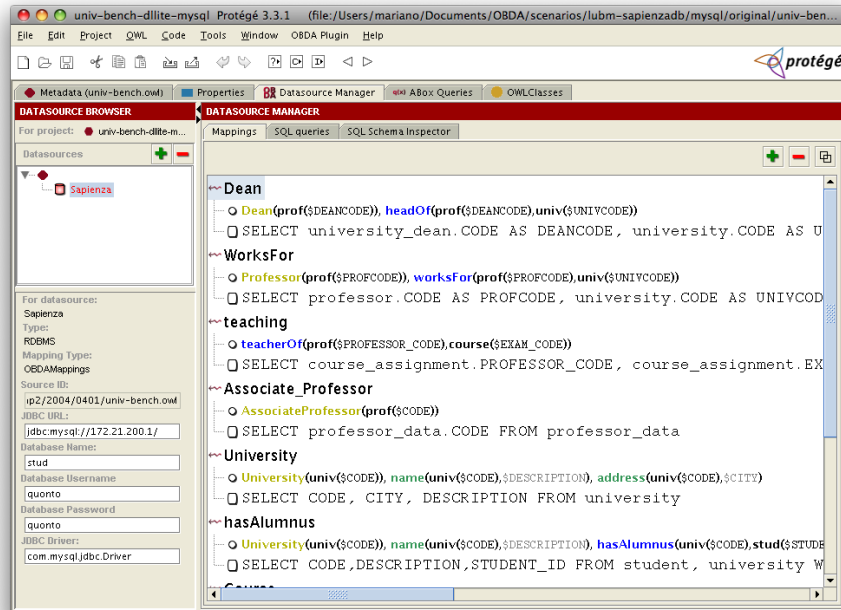 univ-bench-dllite-mysql Protégé 3.3.1 (file:/Users/mariano/Documents/OBDA/scenarios/lubm-sapienzadb/mysql/original/univ-ben...
File Edit Project OWL Code Tools Window OBDA Plugin Help
protégé
Metadata (univ-bench.owl) Properties Datasource Manager ABox Queries OWLClasses
DATASOURCE BROWSER
For project: univ-bench-dllite-m...
Datasources
Sapienza
For datasource:
Sapienza
Type:
RDBMS
Mapping Type:
OBDAMappings
Source ID:
ıp2/2004/0401/univ-bench.owl
JDBC URL:
jdbc:mysql://172.21.200.1/
Database Name:
stud
Database Username
quonto
Database Password
quonto
JDBC Driver:
com.mysql.jdbc.Driver
DATASOURCE MANAGER
Mappings SQL queries SQL Schema Inspector
Dean
Dean(prof($DEANCODE)), headOf(prof($DEANCODE),univ($UNIVCODE))
SELECT university_dean.CODE AS DEANCODE, university.CODE AS U
WorksFor
Professor(prof($PROFCODE)), worksFor(prof($PROFCODE),univ($UNIVCODE))
SELECT professor.CODE AS PROFCODE, university.CODE AS UNIVCOD
teaching
teacherOf(prof($PROFESSOR_CODE),course($EXAM_CODE))
SELECT course_assignment.PROFESSOR_CODE, course_assignment.EX
Associate_Professor
AssociateProfessor(prof($CODE))
SELECT professor_data.CODE FROM professor_data
University
University(univ($CODE)), name(univ($CODE),$DESCRIPTION), address(univ($CODE),$CITY)
SELECT CODE, CITY, DESCRIPTION FROM university
hasAlumnus
University(univ($CODE)), name(univ($CODE),$DESCRIPTION), hasAlumnus(univ($CODE),stud($STUDE
SELECT CODE,DESCRIPTION,STUDENT_ID FROM student, university W
Course